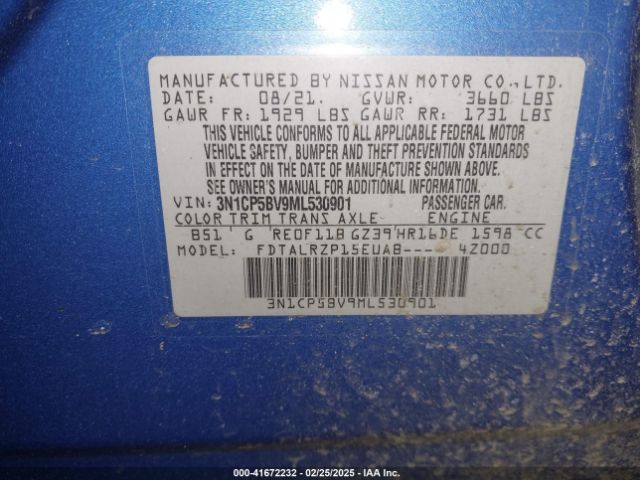 MANUFACTURED BY NISSAN MOTOR CO.,LTD.
DATE: 08/21. GVWR: 3660 LBS
GAWR FR: 1929 LBS GAWR RR: 1731 LBS
THIS VEHICLE CONFORMS TO ALL APPLICABLE FEDERAL MOTOR
VEHICLE SAFETY, BUMPER AND THEFT PREVENTION STANDARDS
IN EFFECT ON THE DATE OF MANUFACTURE SHOWN ABOVE.
SEE OWNER'S MANUAL FOR ADDITIONAL INFORMATION.
VIN: 3N1CP5BV9ML530901 PASSENGER CAR.
COLOR TRIM TRANS AXLE ENGINE
B51 G RE0F11B GZ39 HR16DE 1598 CC
MODEL: FDTALRZP15EUAB---- 4Z000
3N1CP5BV9ML530901
000-41672232 - 02/25/2025 - IAA Inc.